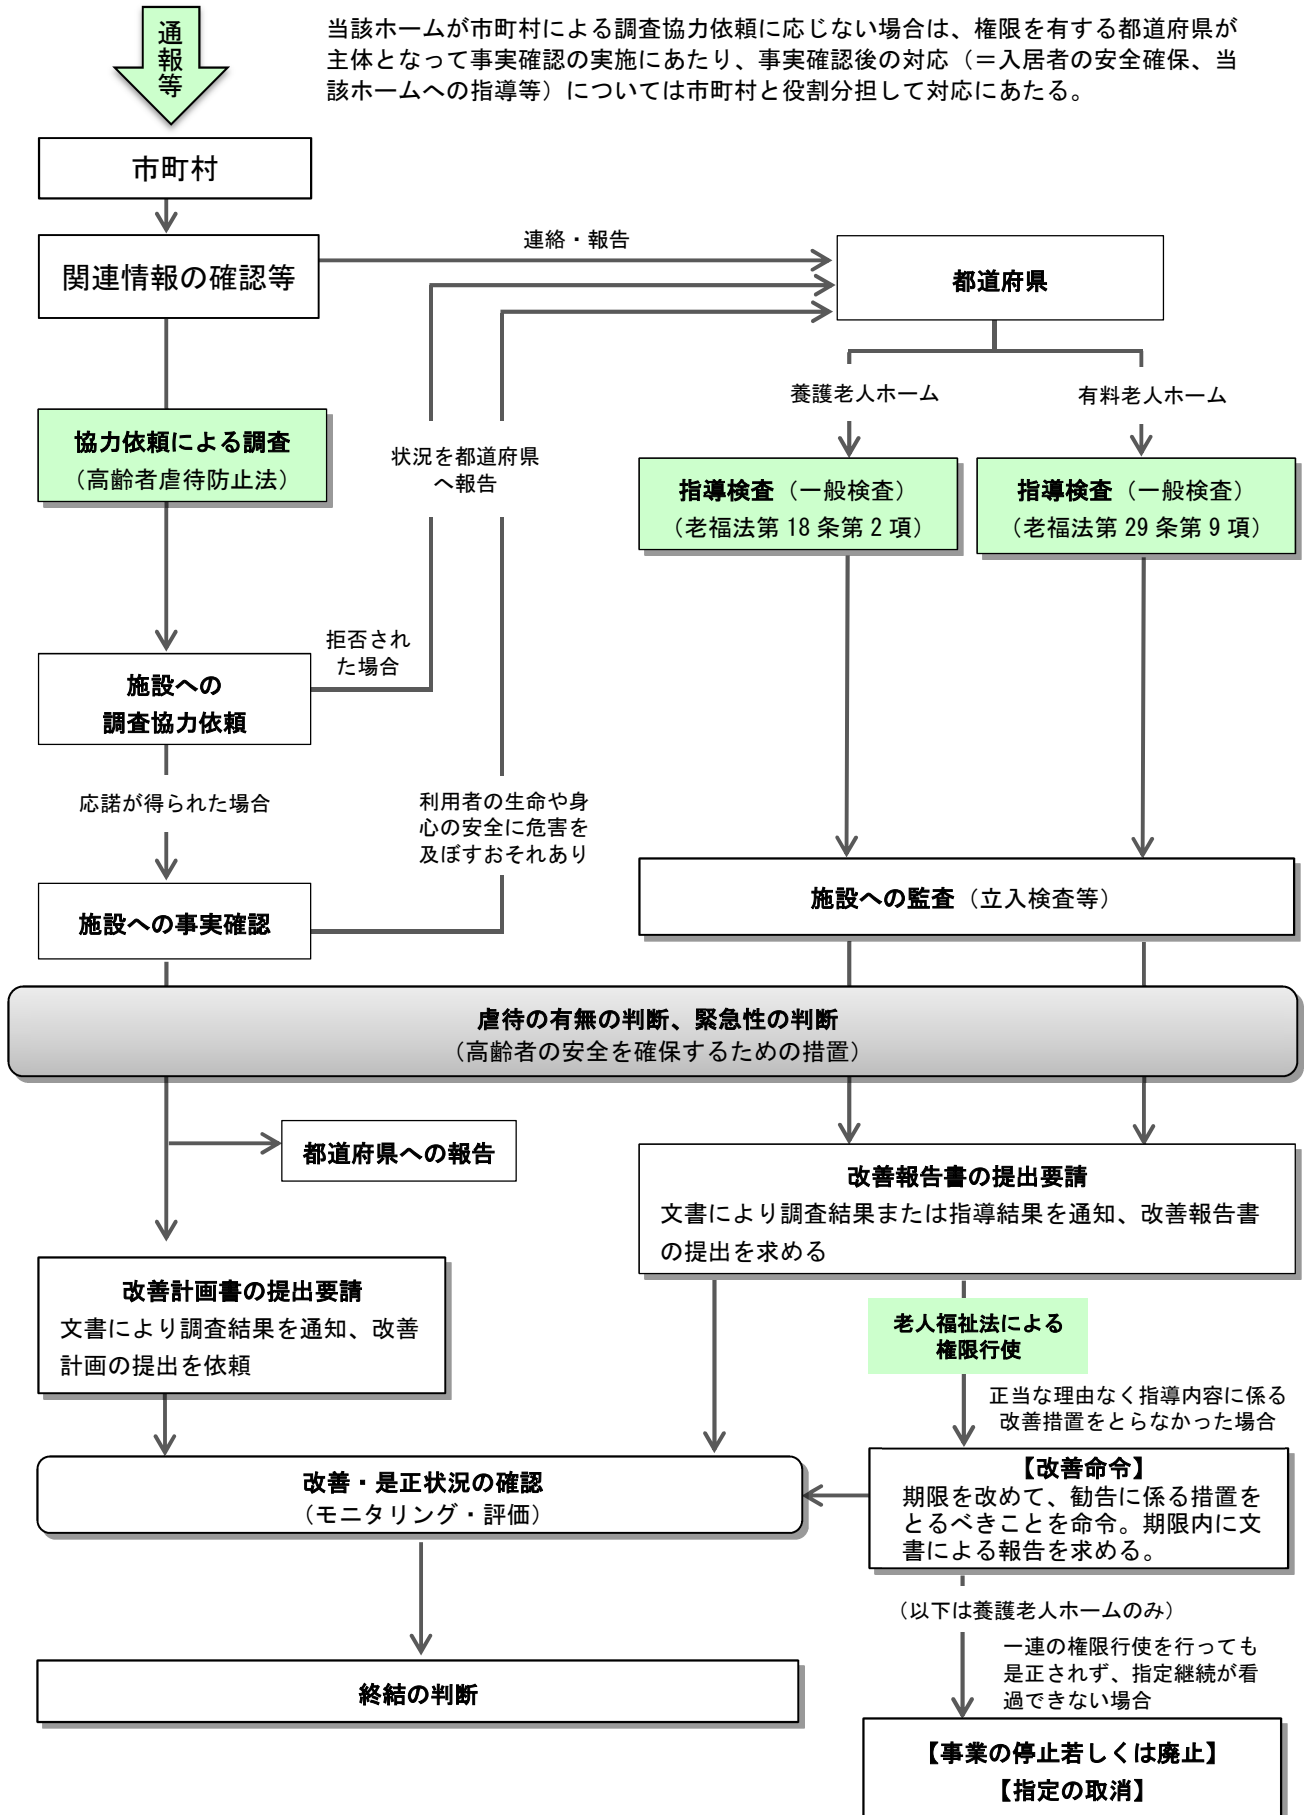 通報等
当該ホームが市町村による調査協力依頼に応じない場合は、権限を有する都道府県が
主体となって事実確認の実施にあたり、事実確認後の対応（＝入居者の安全確保、当
該ホームへの指導等）については市町村と役割分担して対応にあたる。
市町村
関連情報の確認等
連絡・報告
都道府県
養護老人ホーム
有料老人ホーム
協力依頼による調査
（高齢者虐待防止法）
状況を都道府県
へ報告
指導検査（一般検査）
（老福法第 18 条第 2 項）
指導検査（一般検査）
（老福法第 29 条第 9 項）
拒否され
た場合
施設への
調査協力依頼
応諾が得られた場合
利用者の生命や身
心の安全に危害を
及ぼすおそれあり
施設への事実確認
施設への監査（立入検査等）
虐待の有無の判断、緊急性の判断
（高齢者の安全を確保するための措置）
都道府県への報告
改善報告書の提出要請
文書により調査結果または指導結果を通知、改善報告書
の提出を求める
改善計画書の提出要請
文書により調査結果を通知、改善
計画の提出を依頼
老人福祉法による
権限行使
正当な理由なく指導内容に係る
改善措置をとらなかった場合
改善・是正状況の確認
（モニタリング・評価）
【改善命令】
期限を改めて、勧告に係る措置を
とるべきことを命令。期限内に文
書による報告を求める。
（以下は養護老人ホームのみ）
一連の権限行使を行っても
是正されず、指定継続が看
過できない場合
終結の判断
【事業の停止若しくは廃止】
【指定の取消】